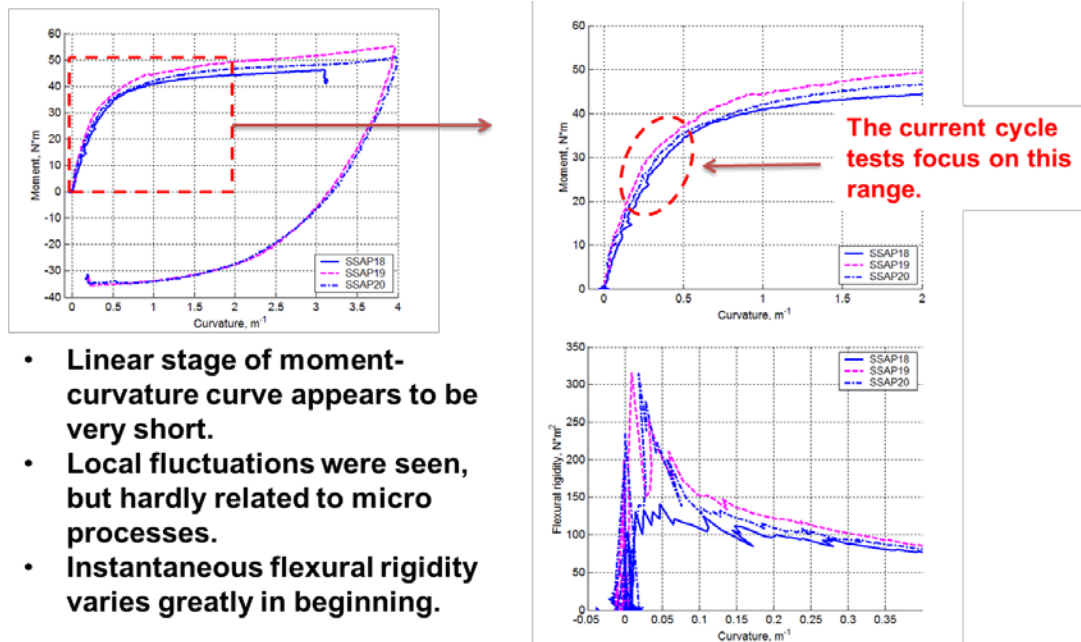 60
50
40
30
20
10
0
-10
-20
-30
-40
Moment, N*m
0 0.5 1 1.5 2 2.5 3 3.5 4
Curvature, m-1
SSAP18
SSAP19
SSAP20
60
50
40
30
20
10
0
Moment, N*m
0 0.5 1 1.5 2
Curvature, m-1
SSAP18
SSAP19
SSAP20
The current cycle
tests focus on this
range.
• Linear stage of moment-
curvature curve appears to be
very short.
• Local fluctuations were seen,
but hardly related to micro
processes.
• Instantaneous flexural rigidity
varies greatly in beginning.
350
300
250
200
150
100
50
0
Flexural rigidity, N*m2
-0.05 0 0.05 0.1 0.15 0.2 0.25 0.3 0.35
Curvature, m-1
SSAP18
SSAP19
SSAP20